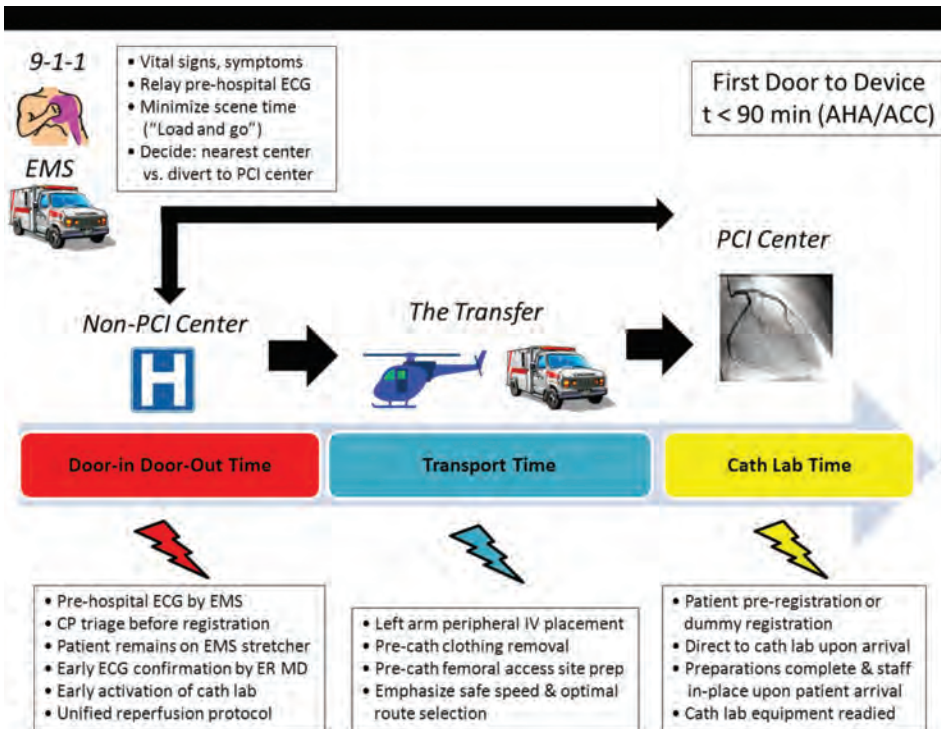 9-1-1
EMS
• Vital signs, symptoms
• Relay pre-hospital ECG
• Minimize scene time
("Load and go")
• Decide: nearest center
vs. divert to PCI center
First Door to Device
t < 90 min (AHA/ACC)
Non-PCI Center
H
The Transfer
PCI Center
Door-in Door-Out Time
Transport Time
Cath Lab Time
• Pre-hospital ECG by EMS
• CP triage before registration
• Patient remains on EMS stretcher
• Early ECG confirmation by ER MD
• Early activation of cath lab
• Unified reperfusion protocol
• Left arm peripheral IV placement
• Pre-cath clothing removal
• Pre-cath femoral access site prep
• Emphasize safe speed & optimal
route selection
• Patient pre-registration or
dummy registration
• Direct to cath lab upon arrival
• Preparations complete & staff
in-place upon patient arrival
• Cath lab equipment readied